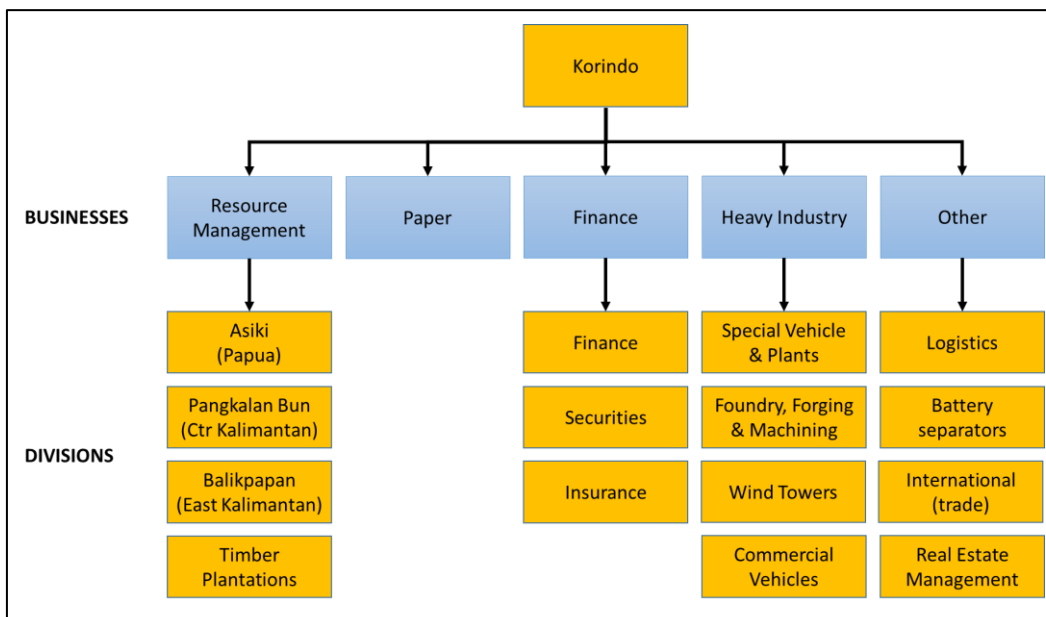 Korindo
BUSINESSES
Resource
Management
Paper
Finance
Heavy Industry
Other
DIVISIONS
Asiki
(Papua)
Pangkalan Bun
(Ctr Kalimantan)
Balikpapan
(East Kalimantan)
Timber
Plantations
Finance
Securities
Insurance
Special Vehicle
& Plants
Foundry, Forging
& Machining
Wind Towers
Commercial
Vehicles
Logistics
Battery
separators
International
(trade)
Real Estate
Management